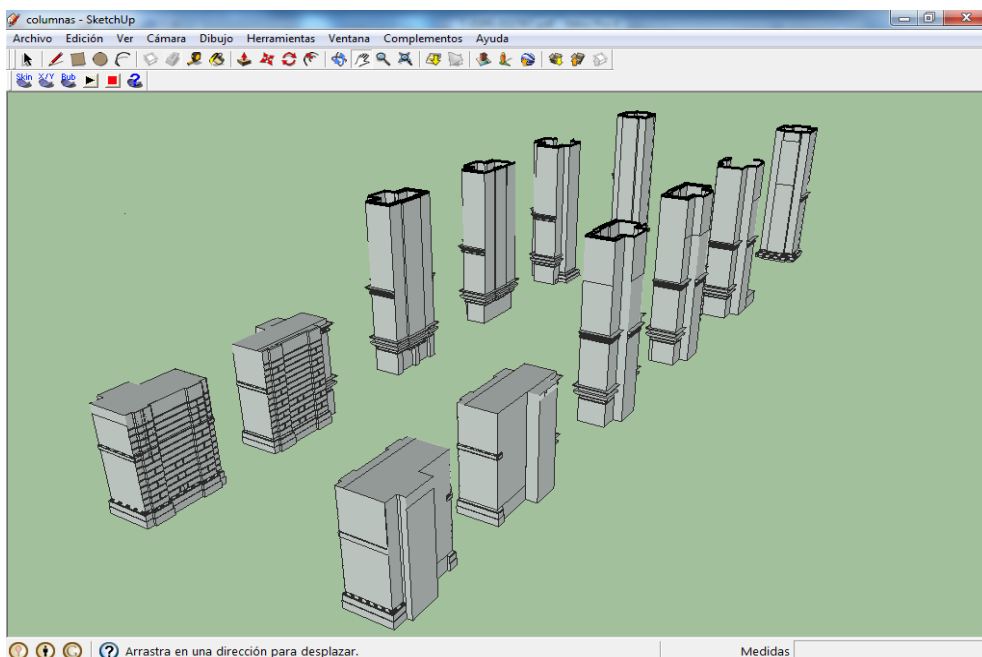 columnas - SketchUp
Archivo Edición Ver Cámara Dibujo Herramientas Ventana Complementos Ayuda
Skin X/Y Bub
Arrastra en una dirección para desplazar. Medidas